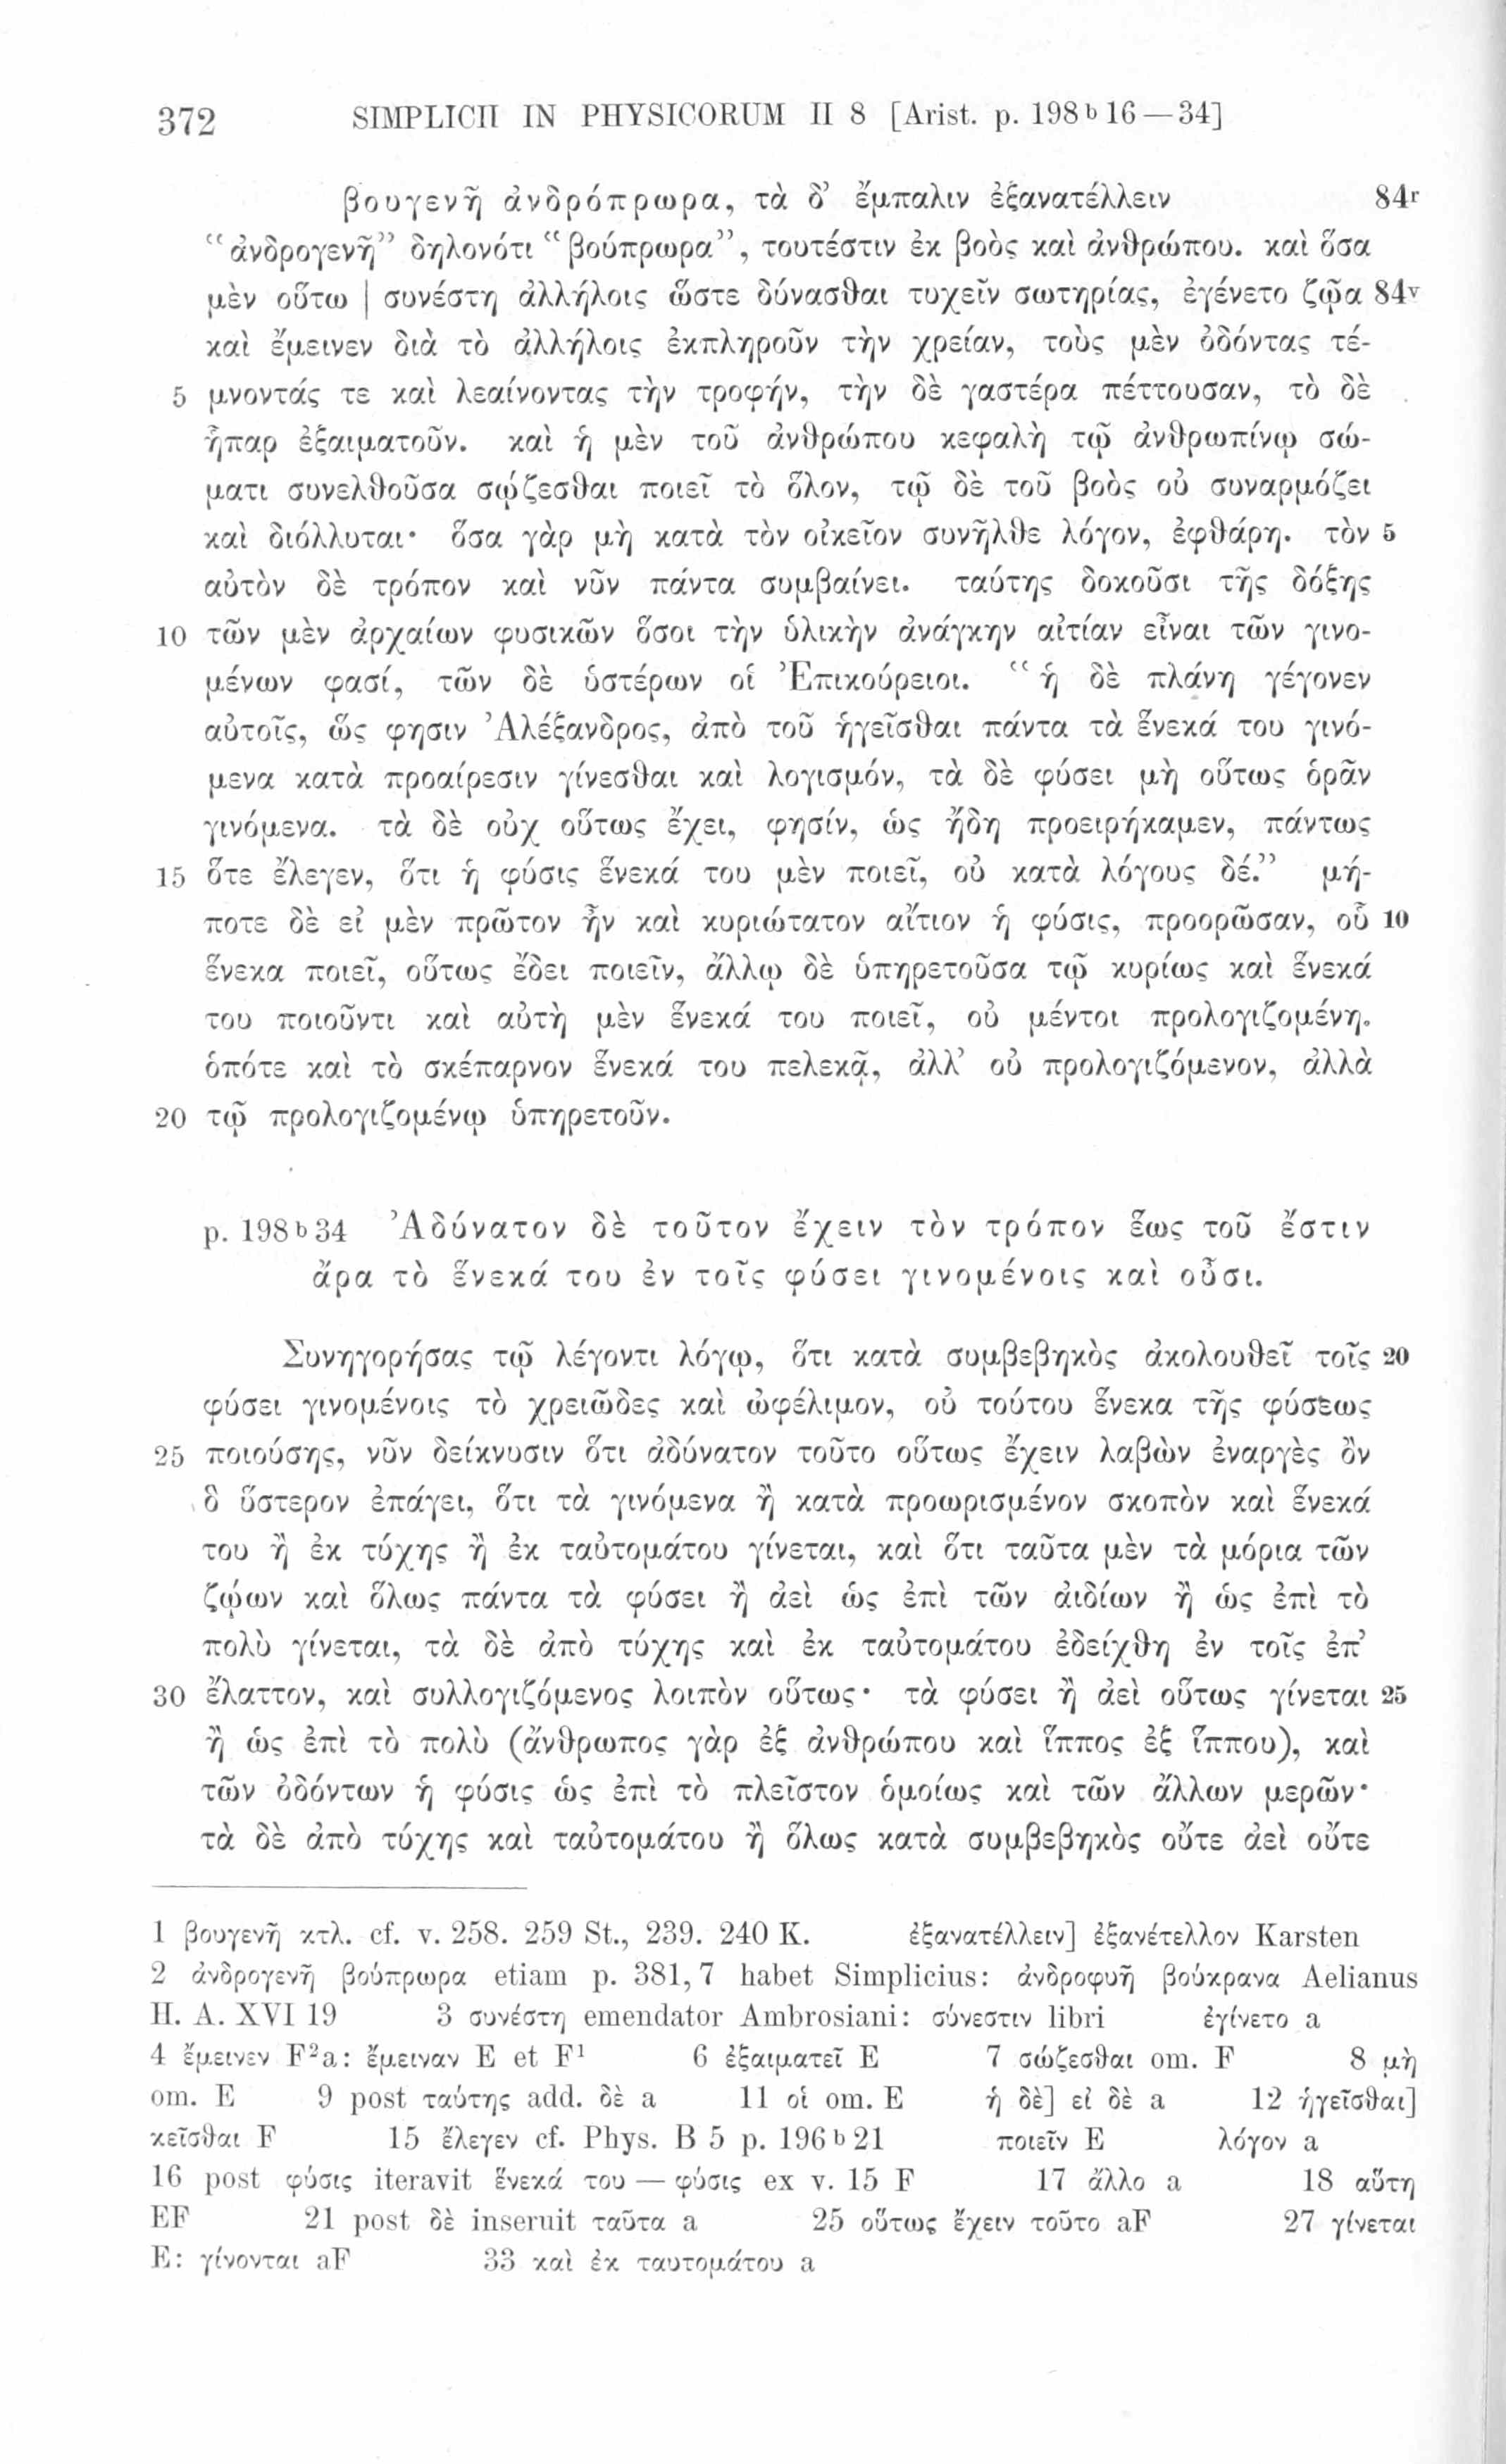 372 SIMPLICII IN PHYSICORUM II 8 [Arist. p. 198 b 16—34]
βουγενῆ ἀνδρόπρωρα, τὰ δ’ ἔμπαλιν ἐξανατέλλειν 84r
“ἀνδρογενῆ” δηλονότι “βούπρωρα”, τουτέστιν ἐκ βοὸς καὶ ἀνθρώπου. καὶ ὅσα
μὲν οὕτω | συνέστη ἀλλήλοις ὥστε δύνασθαι τυχεῖν σωτηρίας, ἐγένετο ζῷα 84v
καὶ ἔμεινεν διὰ τὸ ἀλλήλοις ἐκπληροῦν τὴν χρείαν, τοὺς μὲν ὀδόντας τέ-
5 μνοντάς τε καὶ λεαίνοντας τὴν τροφήν, τὴν δὲ γαστέρα πέττουσαν, τὸ δὲ
ἧπαρ ἐξαιματοῦν. καὶ ἡ μὲν τοῦ ἀνθρώπου κεφαλὴ τῷ ἀνθρωπίνῳ σώ-
ματι συνελθοῦσα σῴζεσθαι ποιεῖ τὸ ὅλον, τῷ δὲ τοῦ βοὸς οὐ συναρμόζει
καὶ διόλλυται· ὅσα γὰρ μὴ κατὰ τὸν οἰκεῖον συνῆλθε λόγον, ἐφθάρη. τὸν 5
αὐτὸν δὲ τρόπον καὶ νῦν πάντα συμβαίνει. ταύτης δοκοῦσι τῆς δόξης
10 τῶν μὲν ἀρχαίων φυσικῶν ὅσοι τὴν ὑλικὴν ἀνάγκην αἰτίαν εἶναι τῶν γινο-
μένων φασί, τῶν δὲ ὑστέρων οἱ Ἐπικούρειοι. “ἡ δὲ πλάνη γέγονεν
αὐτοῖς, ὥς φησιν Ἀλέξανδρος, ἀπὸ τοῦ ἡγεῖσθαι πάντα τὰ ἕνεκά του γινό-
μενα κατὰ προαίρεσιν γίνεσθαι καὶ λογισμόν, τὰ δὲ φύσει μὴ οὕτως ὁρᾶν
γινόμενα. τὰ δὲ οὐχ οὕτως ἔχει, φησίν, ὡς ἤδη προειρήκαμεν, πάντως
15 ὅτε ἔλεγεν, ὅτι ἡ φύσις ἕνεκά του μὲν ποιεῖ, οὐ κατὰ λόγους δέ.” μή-
ποτε δὲ εἰ μὲν πρῶτον ἦν καὶ κυριώτατον αἴτιον ἡ φύσις, προορῶσαν, οὗ 10
ἕνεκα ποιεῖ, οὕτως ἔδει ποιεῖν, ἄλλῳ δὲ ὑπηρετοῦσα τῷ κυρίως καὶ ἕνεκά
του ποιοῦντι καὶ αὐτὴ μὲν ἕνεκά του ποιεῖ, οὐ μέντοι προλογιζομένη.
ὁπότε καὶ τὸ σκέπαρνον ἕνεκά του πελεκᾷ, ἀλλ’ οὐ προλογιζόμενον, ἀλλὰ
20 τῷ προλογιζομένῳ ὑπηρετοῦν.
p. 198 b 34 Ἀδύνατον δὲ τοῦτον ἔχειν τὸν τρόπον ἕως τοῦ ἔστιν
ἄρα τὸ ἕνεκά του ἐν τοῖς φύσει γινομένοις καὶ οὖσι.
Συνηγορήσας τῷ λέγοντι λόγῳ, ὅτι κατὰ συμβεβηκὸς ἀκολουθεῖ τοῖς 20
φύσει γινομένοις τὸ χρειῶδες καὶ ὠφέλιμον, οὐ τούτου ἕνεκα τῆς φύσεως
25 ποιούσης, νῦν δείκνυσιν ὅτι ἀδύνατον τοῦτο οὕτως ἔχειν λαβὼν ἐναργὲς ὂν
ὃ ὕστερον ἐπάγει, ὅτι τὰ γινόμενα ἢ κατὰ προωρισμένον σκοπὸν καὶ ἕνεκά
του ἢ ἐκ τύχης ἢ ἐκ ταὐτομάτου γίνεται, καὶ ὅτι ταῦτα μὲν τὰ μόρια τῶν
ζῴων καὶ ὅλως πάντα τὰ φύσει ἢ ἀεὶ ὡς ἐπὶ τῶν ἀιδίων ἢ ὡς ἐπὶ τὸ
πολὺ γίνεται, τὰ δὲ ἀπὸ τύχης καὶ ἐκ ταὐτομάτου ἐδείχθη ἐν τοῖς ἐπ’
30 ἔλαττον, καὶ συλλογιζόμενος λοιπὸν οὕτως· τὰ φύσει ἢ ἀεὶ οὕτως γίνεται 25
ἢ ὡς ἐπὶ τὸ πολὺ (ἄνθρωπος γὰρ ἐξ ἀνθρώπου καὶ ἵππος ἐξ ἵππου), καὶ
τῶν ὀδόντων ἡ φύσις ὡς ἐπὶ τὸ πλεῖστον ὁμοίως καὶ τῶν ἄλλων μερῶν·
τὰ δὲ ἀπὸ τύχης καὶ ταὐτομάτου ἢ ὅλως κατὰ συμβεβηκὸς οὔτε ἀεὶ οὔτε
1 βουγενῆ κτλ. cf. v. 258. 259 St., 239. 240 K. ἐξανατέλλειν] ἐξανέτελλον Karsten
2 ἀνδρογενῆ βούπρωρα etiam p. 381, 7 habet Simplicius: ἀνδροφυῆ βούκρανα Aelianus
H. A. XVI 19 3 συνέστη emendator Ambrosiani: σύνεστιν libri ἐγίνετο a
4 ἔμεινεν F²a: ἔμειναν E et F¹ 6 ἐξαιματεῖ E 7 σώζεσθαι om. F 8 μὴ
om. E 9 post ταύτης add. δὲ a 11 οἱ om. E ἡ δὲ] εἰ δὲ a 12 ἡγεῖσθαι]
κεῖσθαι F 15 ἔλεγεν cf. Phys. B 5 p. 196 b 21 ποιεῖν E λόγον a
16 post φύσις iteravit ἕνεκά του — φύσις ex v. 15 F 17 ἄλλο a 18 αὕτη
EF 21 post δὲ inseruit ταῦτα a 25 οὕτως ἔχειν τοῦτο aF 27 γίνεται
E: γίνονται aF 33 καὶ ἐκ ταυτομάτου a